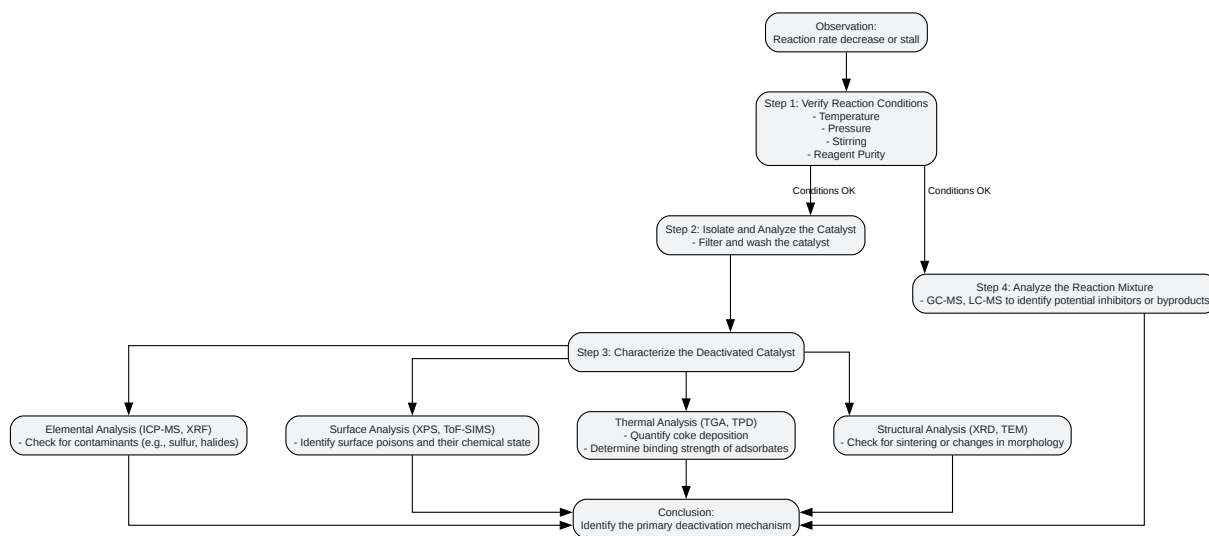 Observation:
Reaction rate decrease or stall
Step 1: Verify Reaction Conditions
- Temperature
- Pressure
- Stirring
- Reagent Purity
Conditions OK
Conditions OK
Step 2: Isolate and Analyze the Catalyst
- Filter and wash the catalyst
Step 4: Analyze the Reaction Mixture
- GC-MS, LC-MS to identify potential inhibitors or byproducts
Step 3: Characterize the Deactivated Catalyst
Elemental Analysis (ICP-MS, XRF)
- Check for contaminants (e.g., sulfur, halides)
Surface Analysis (XPS, ToF-SIMS)
- Identify surface poisons and their chemical state
Thermal Analysis (TGA, TPD)
- Quantify coke deposition
- Determine binding strength of adsorbates
Structural Analysis (XRD, TEM)
- Check for sintering or changes in morphology
Conclusion:
Identify the primary deactivation mechanism